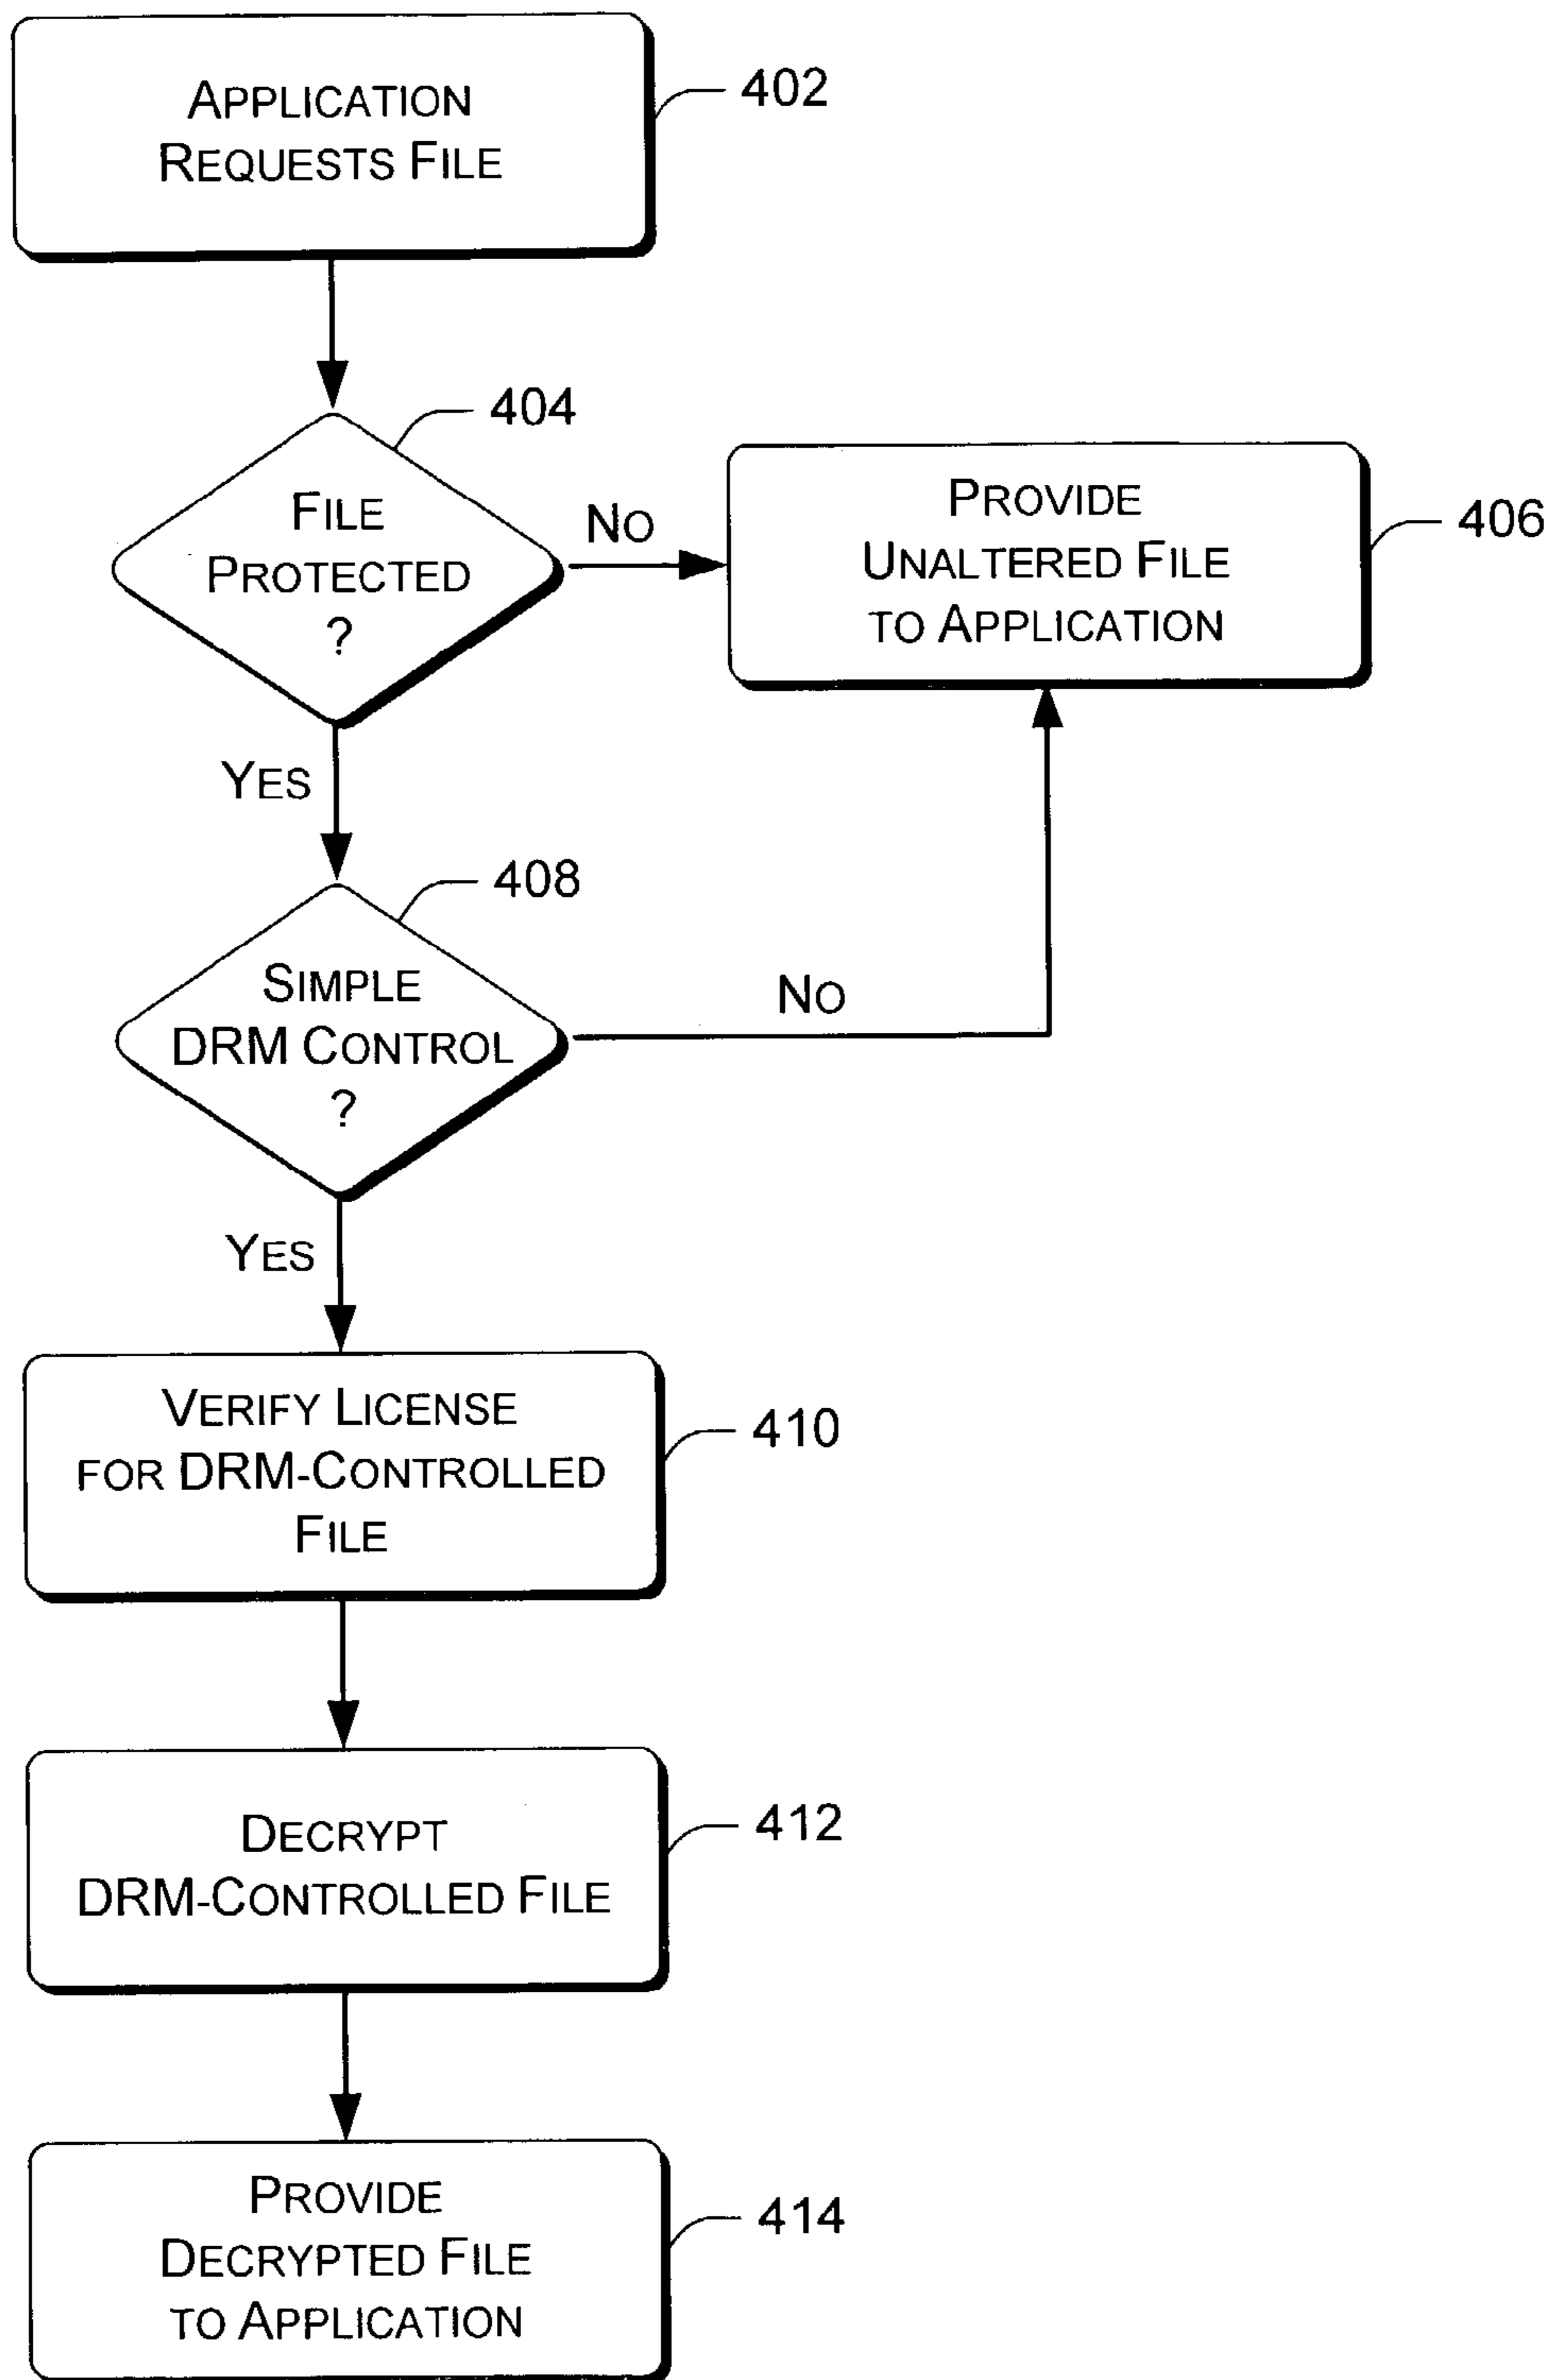 APPLICATION
REQUESTS FILE
402
404
FILE
PROTECTED
?
NO
PROVIDE
UNALTERED FILE
TO APPLICATION
406
YES
408
SIMPLE
DRM CONTROL
?
NO
YES
VERIFY LICENSE
FOR DRM-CONTROLLED
FILE
410
DECRYPT
DRM-CONTROLLED FILE
412
PROVIDE
DECRYPTED FILE
TO APPLICATION
414